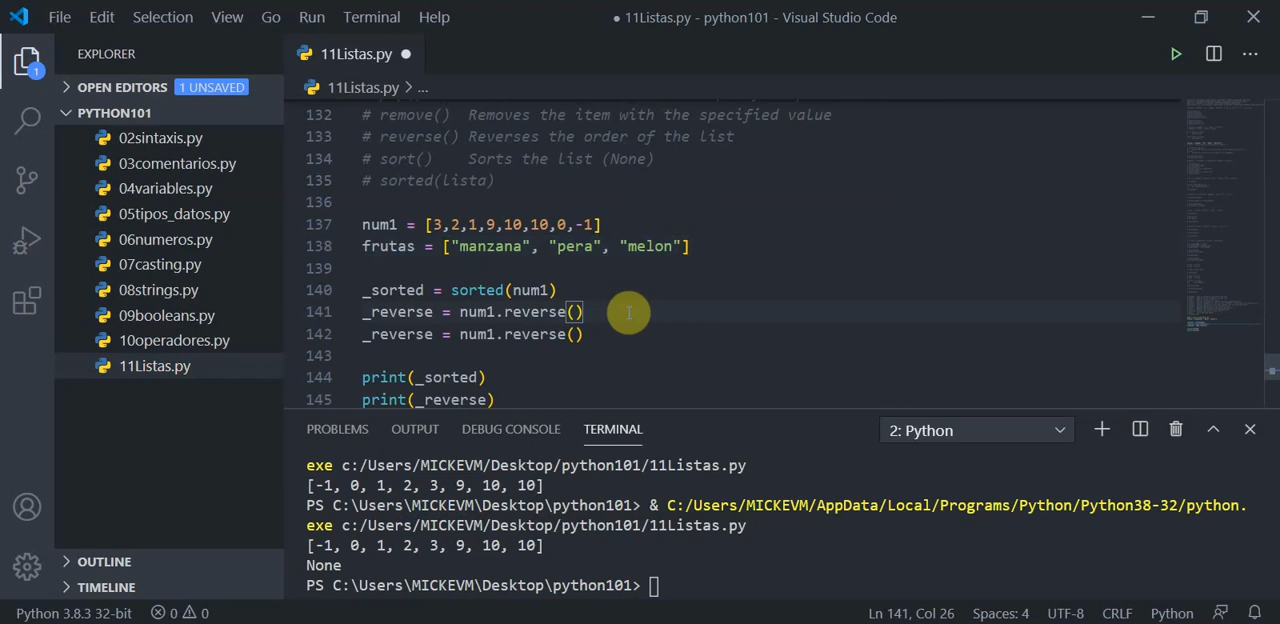 File Edit Selection View Go Run Terminal Help ● 11Listas.py - python101 - Visual Studio Code
EXPLORER
11Listas.py ●
OPEN EDITORS 1 UNSAVED
11Listas.py > ...
PYTHON101
02sintaxis.py
03comentarios.py
04variables.py
05tipos_datos.py
06numeros.py
07casting.py
08strings.py
09booleans.py
10operadores.py
11Listas.py
OUTLINE
TIMELINE
1
132 # remove() Removes the item with the specified value
133 # reverse() Reverses the order of the list
134 # sort() Sorts the list (None)
135 # sorted(lista)
136
137 num1 = [3,2,1,9,10,10,0,-1]
138 frutas = ["manzana", "pera", "melon"]
139
140 _sorted = sorted(num1)
141 _reverse = num1.reverse()
142 _reverse = num1.reverse()
143
144 print(_sorted)
145 print(_reverse)
PROBLEMS OUTPUT DEBUG CONSOLE TERMINAL 2: Python
exe c:/Users/MICKEVM/Desktop/python101/11Listas.py
[-1, 0, 1, 2, 3, 9, 10, 10]
PS C:\Users\MICKEVM\Desktop\python101> & C:/Users/MICKEVM/AppData/Local/Programs/Python/Python38-32/python.
exe c:/Users/MICKEVM/Desktop/python101/11Listas.py
[-1, 0, 1, 2, 3, 9, 10, 10]
None
PS C:\Users\MICKEVM\Desktop\python101>
Python 3.8.3 32-bit 0 0 Ln 141, Col 26 Spaces: 4 UTF-8 CRLF Python